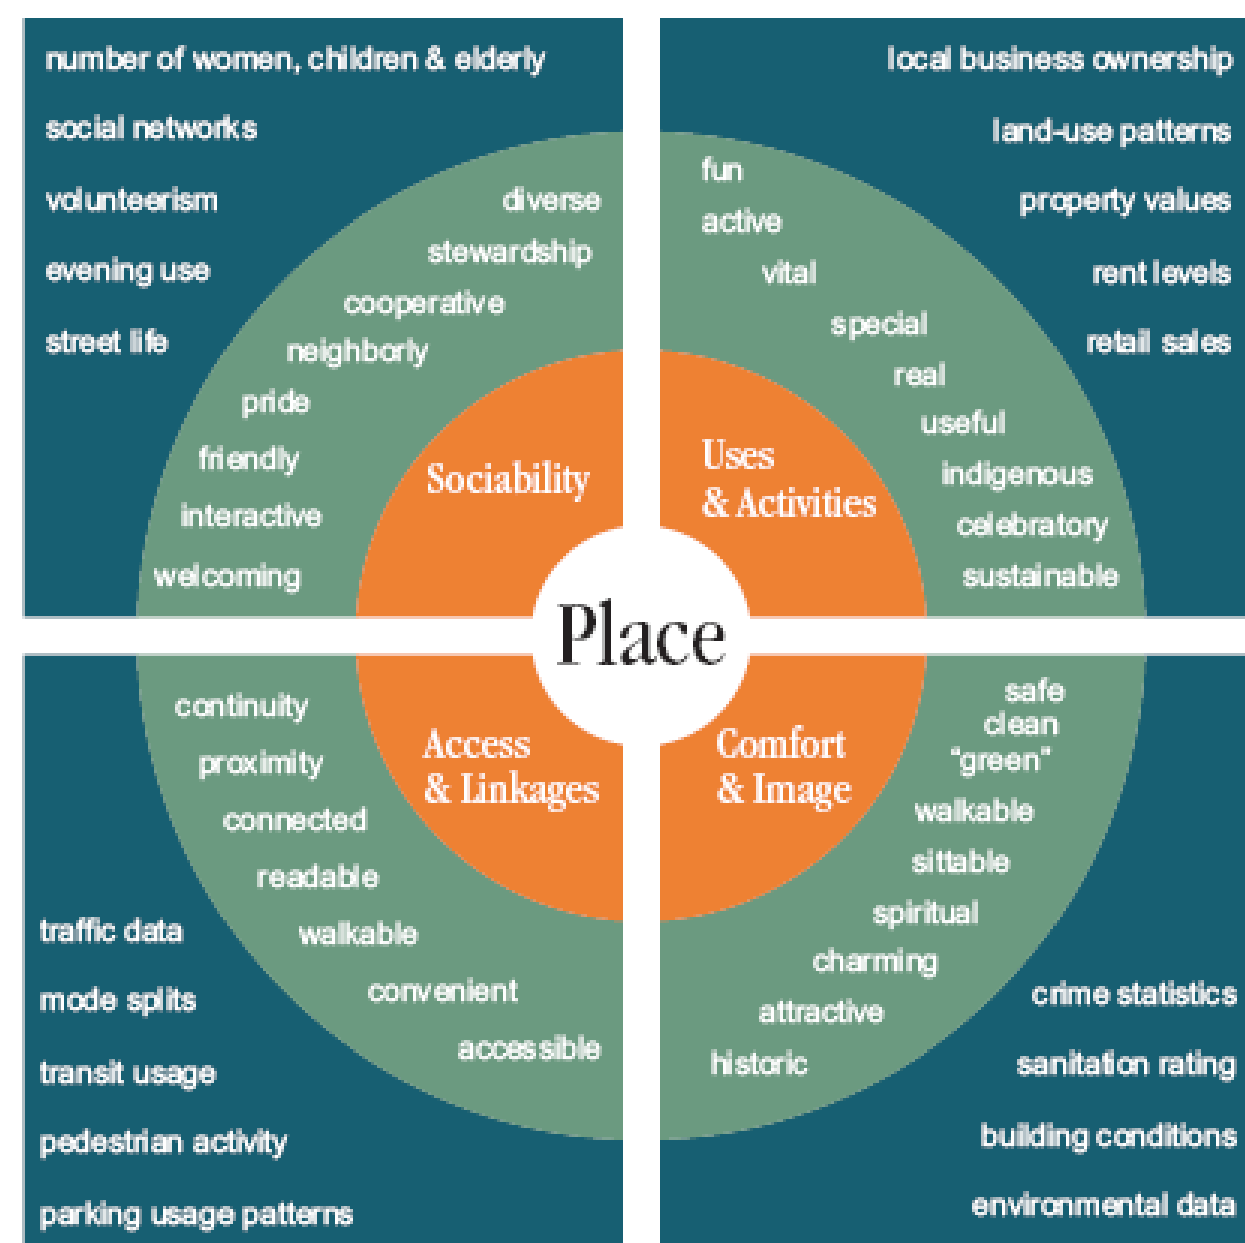 number of women, children & elderly
social networks
volunteerism
evening use
street life
diverse
stewardship
cooperative
neighborly
pride
friendly
interactive
welcoming
Sociability
local business ownership
land-use patterns
property values
rent levels
retail sales
fun
active
vital
special
real
useful
indigenous
celebratory
sustainable
Uses
& Activities
Place
continuity
proximity
connected
readable
walkable
convenient
accessible
Access
& Linkages
traffic data
mode splits
transit usage
pedestrian activity
parking usage patterns
Comfort
& Image
safe
clean
"green"
walkable
sittable
spiritual
charming
attractive
historic
crime statistics
sanitation rating
building conditions
environmental data